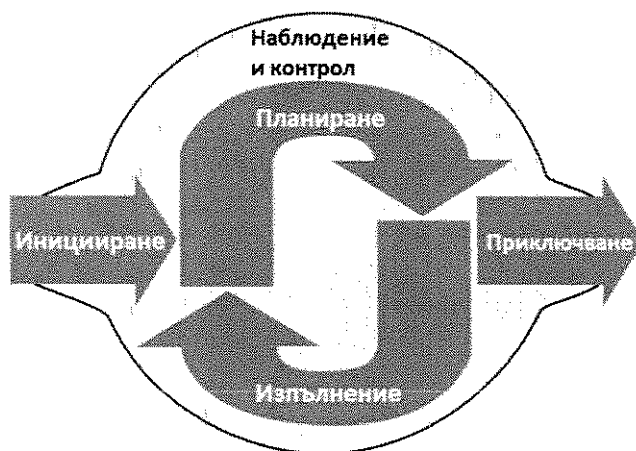 Наблюдение
и контрол
Планиране
Иницииране
Приключване
Изпълнение